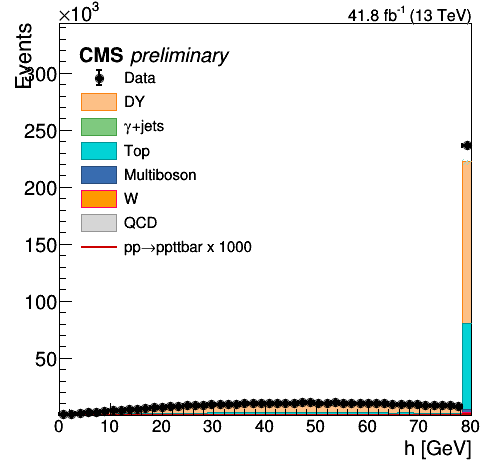 ×10³
41.8 fb⁻¹ (13 TeV)
Events
CMS preliminary
Data
DY
γ+jets
Top
Multiboson
W
QCD
pp→ppttbar x 1000
300
250
200
150
100
50
0 10 20 30 40 50 60 70 80
h [GeV]